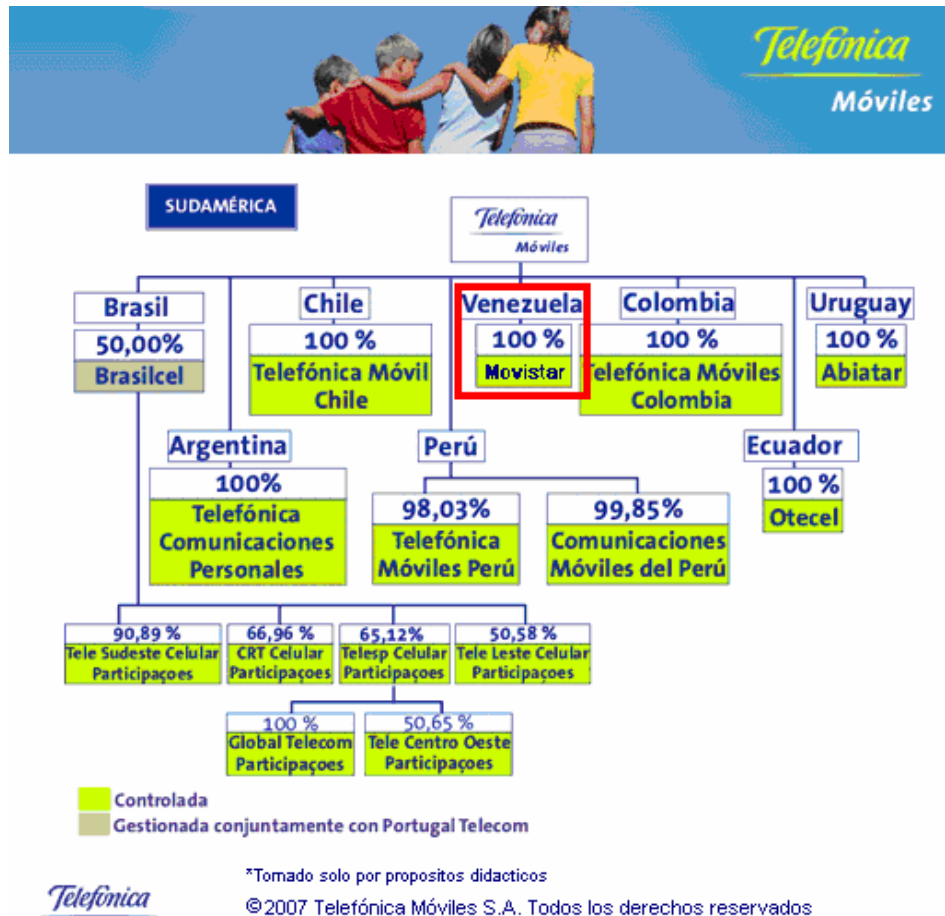 Telefónica
Móviles
SUDAMÉRICA
Telefónica
Móviles
Brasil
50,00%
Brasilcel
Chile
100 %
Telefónica Móvil
Chile
Venezuela
100 %
Movistar
Colombia
100 %
Telefónica Móviles
Colombia
Uruguay
100 %
Abiatar
Argentina
100%
Telefónica
Comunicaciones
Personales
Perú
98,03%
Telefónica
Móviles Perú
99,85%
Comunicaciones
Móviles del Perú
Ecuador
100 %
Otecel
90,89 %
Tele Sudeste Celular
Participaçoes
66,96 %
CRT Celular
Participaçoes
65,12%
Telesp Celular
Participaçoes
50,58 %
Tele Leste Celular
Participaçoes
100 %
Global Telecom
Participaçoes
50,65 %
Tele Centro Oeste
Participaçoes
Controlada
Gestionada conjuntamente con Portugal Telecom
*Tomado solo por propositos didacticos
Telefónica
©2007 Telefónica Móviles S.A. Todos los derechos reservados